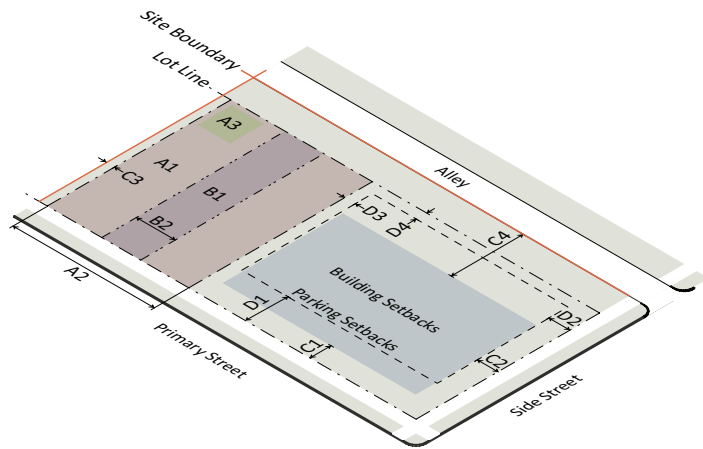 Site Boundary
Lot Line
A3
A1
C3
B1
B2
A2
Alley
D3
D4
C4
Building Setbacks
Parking Setbacks
D1
D2
C1
C2
Primary Street
Side Street